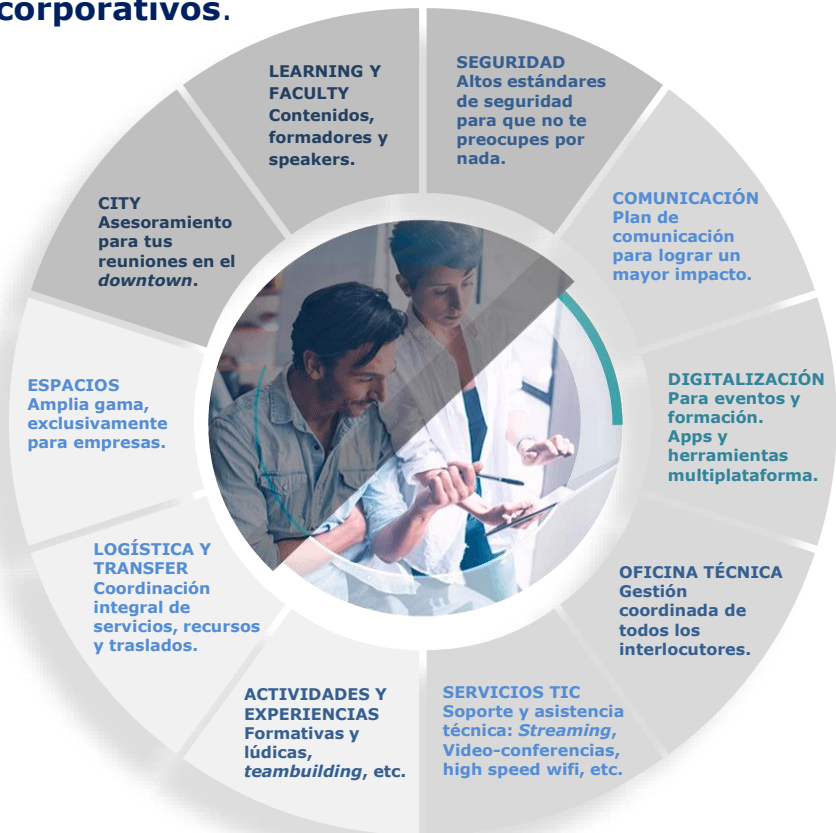 corporativos.
LEARNING Y
FACULTY
Contenidos,
formadores y
speakers.
SEGURIDAD
Altos estándares
de seguridad
para que no te
preocupes por
nada.
COMUNICACIÓN
Plan de
comunicación
para lograr un
mayor impacto.
DIGITALIZACIÓN
Para eventos y
formación.
Apps y
herramientas
multiplataforma.
OFICINA TÉCNICA
Gestión
coordinada de
todos los
interlocutores.
SERVICIOS TIC
Soporte y asistencia
técnica: Streaming,
Video-conferencias,
high speed wifi, etc.
ACTIVIDADES Y
EXPERIENCIAS
Formativas y
lúdicas,
teambuilding, etc.
LOGÍSTICA Y
TRANSFER
Coordinación
integral de
servicios, recursos
y traslados.
ESPACIOS
Amplia gama,
exclusivamente
para empresas.
CITY
Asesoramiento
para tus
reuniones en el
downtown.